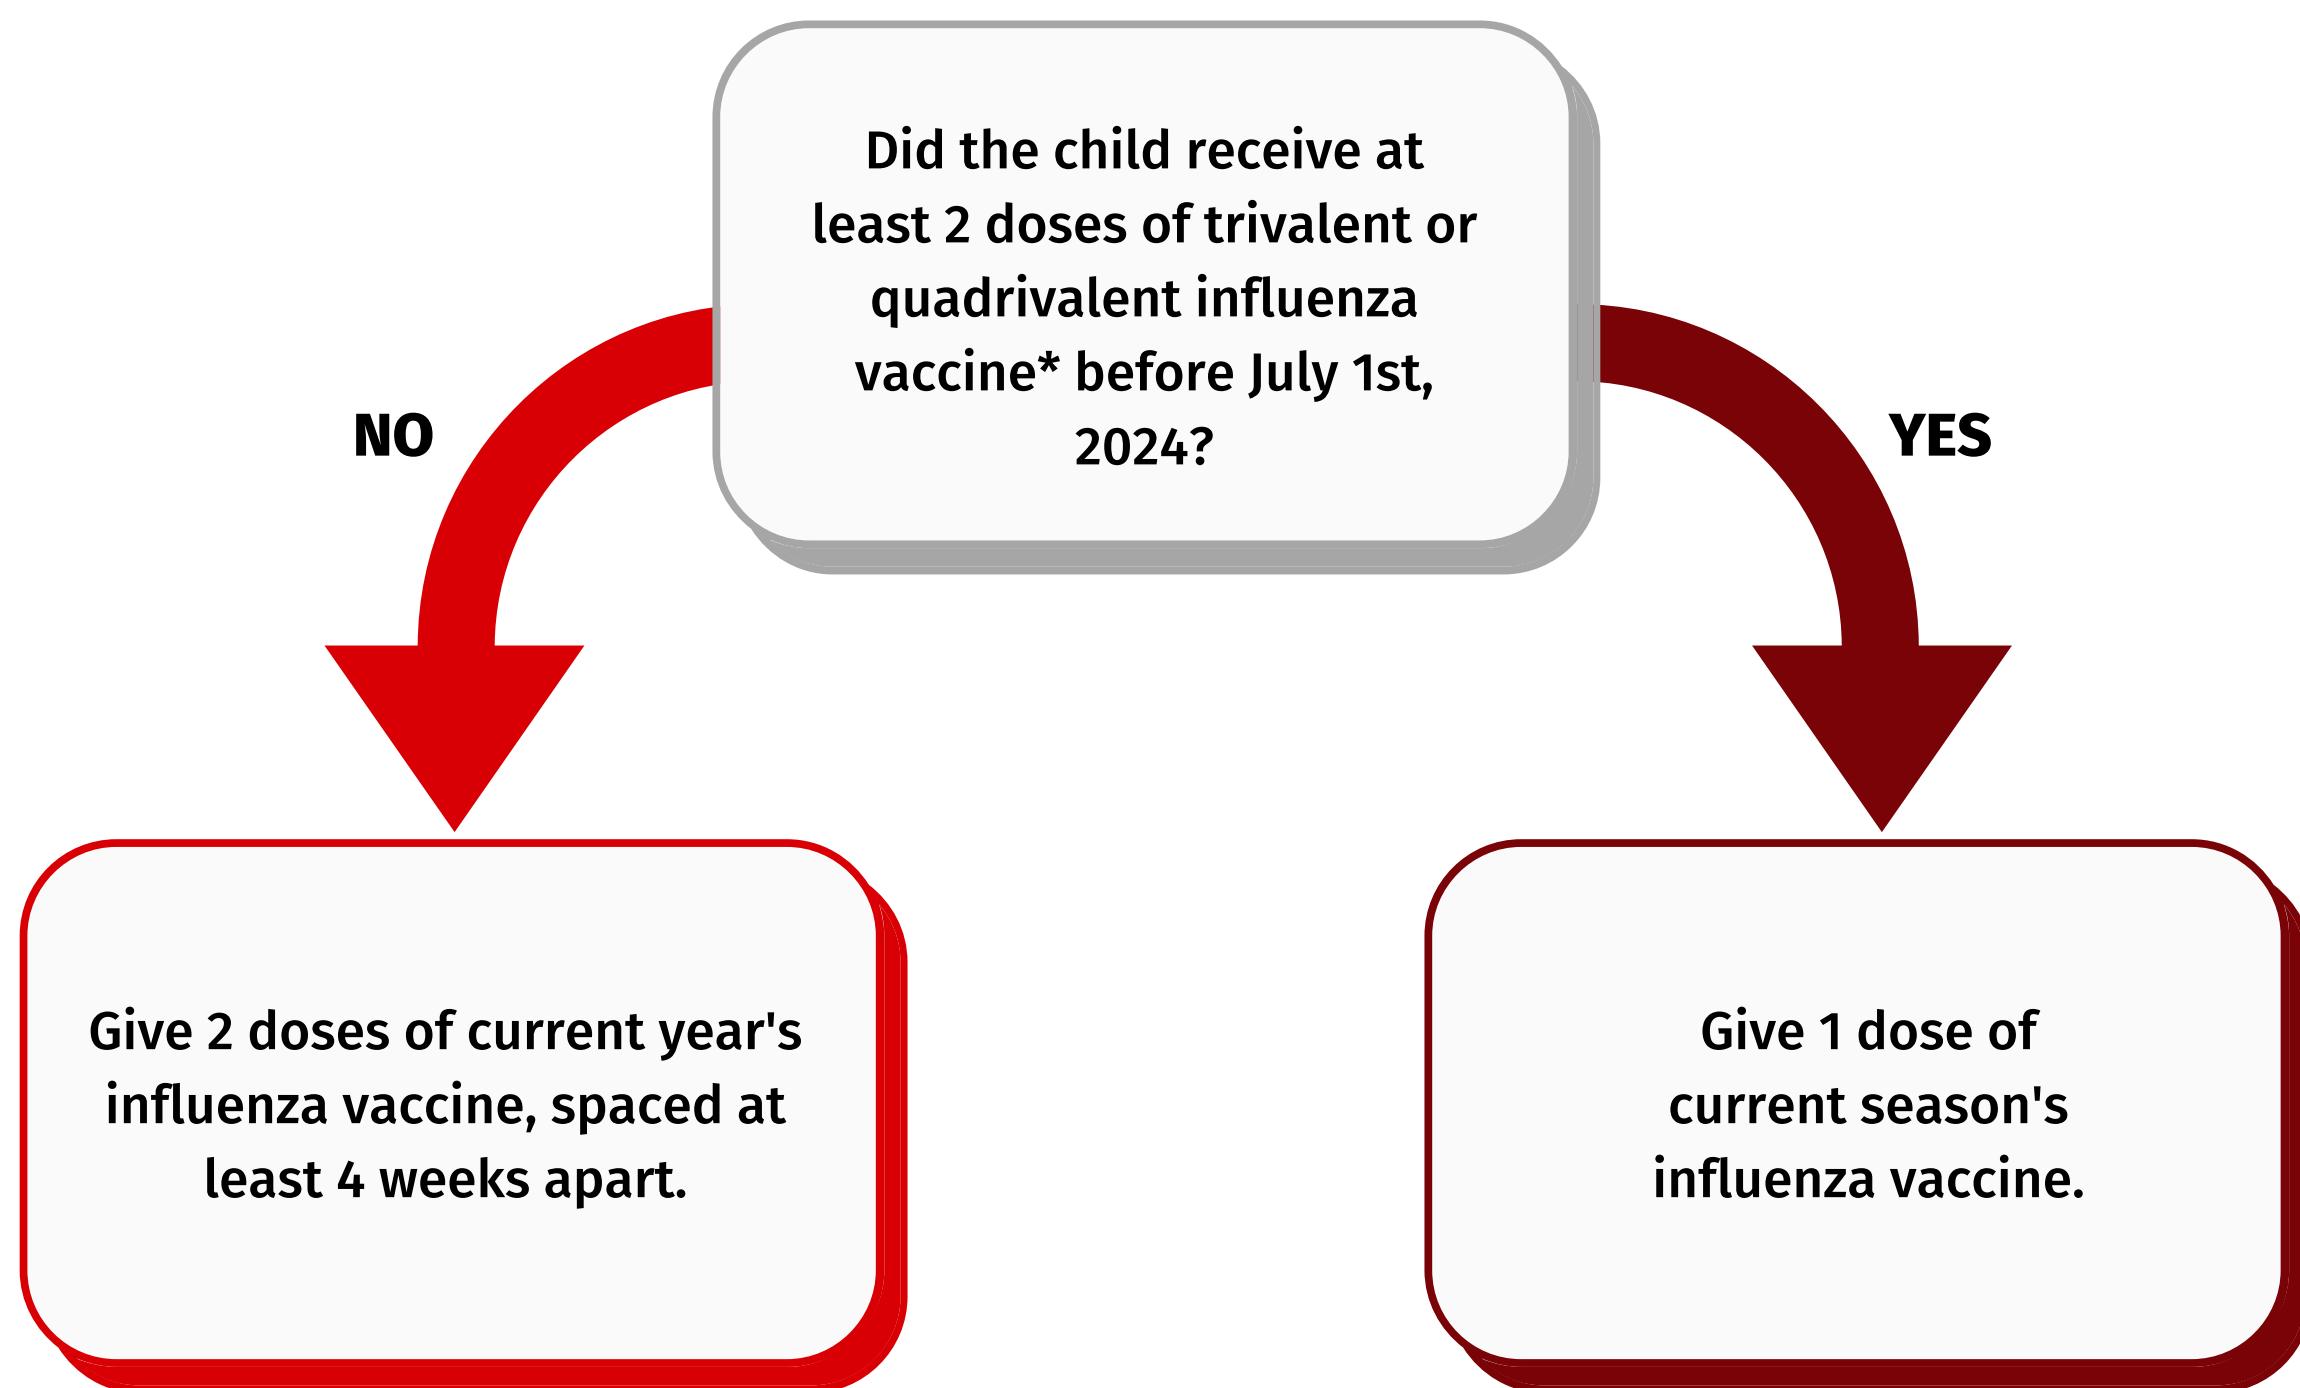 Did the child receive at
least 2 doses of trivalent or
quadrivalent influenza
vaccine* before July 1st,
2024?
NO
YES
Give 2 doses of current year's
influenza vaccine, spaced at
least 4 weeks apart.
Give 1 dose of
current season's
influenza vaccine.